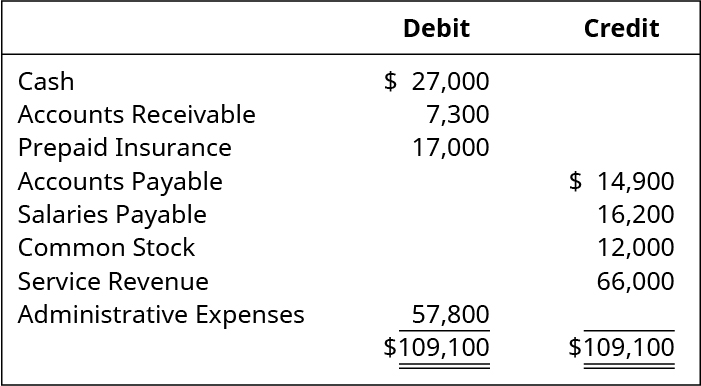 Debit Credit
Cash $ 27,000
Accounts Receivable 7,300
Prepaid Insurance 17,000
Accounts Payable $ 14,900
Salaries Payable 16,200
Common Stock 12,000
Service Revenue 66,000
Administrative Expenses 57,800
$109,100 $109,100